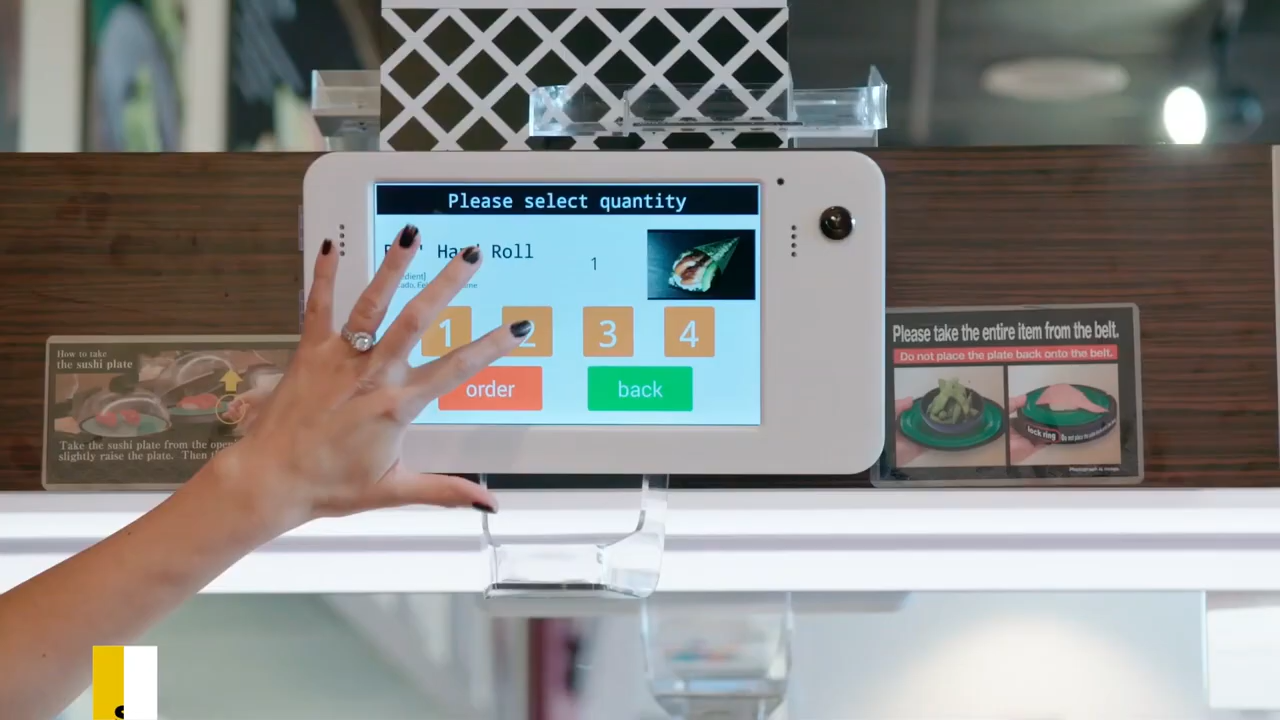 Please select quantity
Hand Roll
1
1 2 3 4
order back
How to take
the sushi plate
Take the sushi plate from the
slightly raise the plate. Then
Please take the entire item from the belt.
Do not place the plate back onto the belt.
lock ring